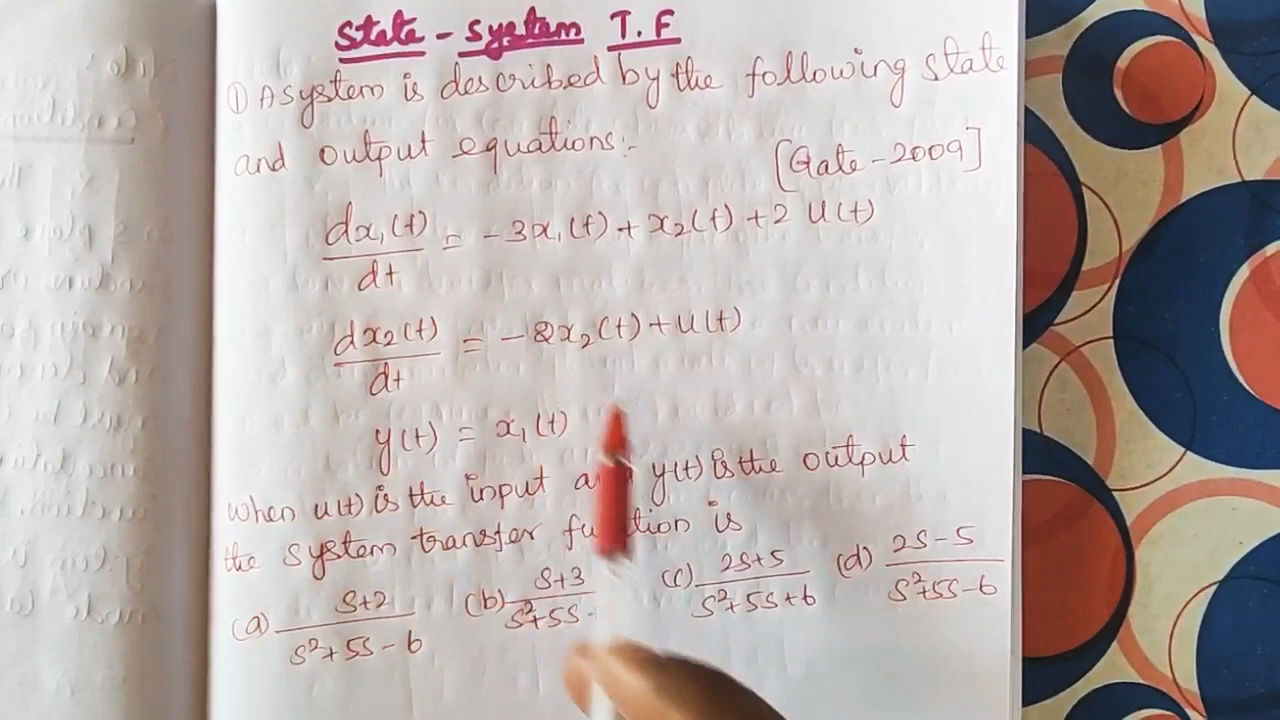 State-System T.F
① A system is described by the following state
and output equations:-
[Gate-2009]
dx₁(t)/dt = -3x₁(t) + x₂(t) + 2 u(t)
dx₂(t)/dt = -2x₂(t) + u(t)
y(t) = x₁(t)
When u(t) is the input a y(t) is the output
the system transfer fu tion is
(a) s+2/s²+5s-6 (b) s+3/s²+5s- (c) 2s+5/s²+5s+6 (d) 2s-5/s²+5s-6